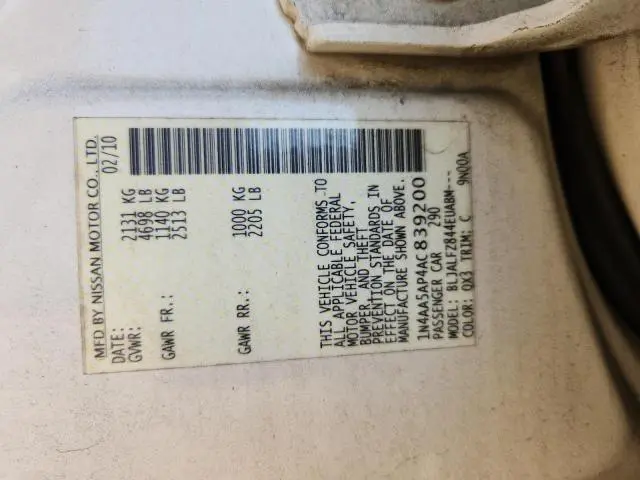 MFD BY NISSAN MOTOR CO., LTD.
DATE: 02/10
GVWR: 2131 KG
4698 LB
GAWR FR.: 1140 KG
2513 LB
GAWR RR.: 1000 KG
2205 LB
THIS VEHICLE CONFORMS TO
ALL APPLICABLE FEDERAL
MOTOR VEHICLE SAFETY,
BUMPER, AND THEFT
PREVENTION STANDARDS IN
EFFECT ON THE DATE OF
MANUFACTURE SHOWN ABOVE.
1N4AA5AP4AC839200
PASSENGER CAR 290
MODEL: BLJALFZ844EUABN----
COLOR: QX3 TRIM: C 9N00A